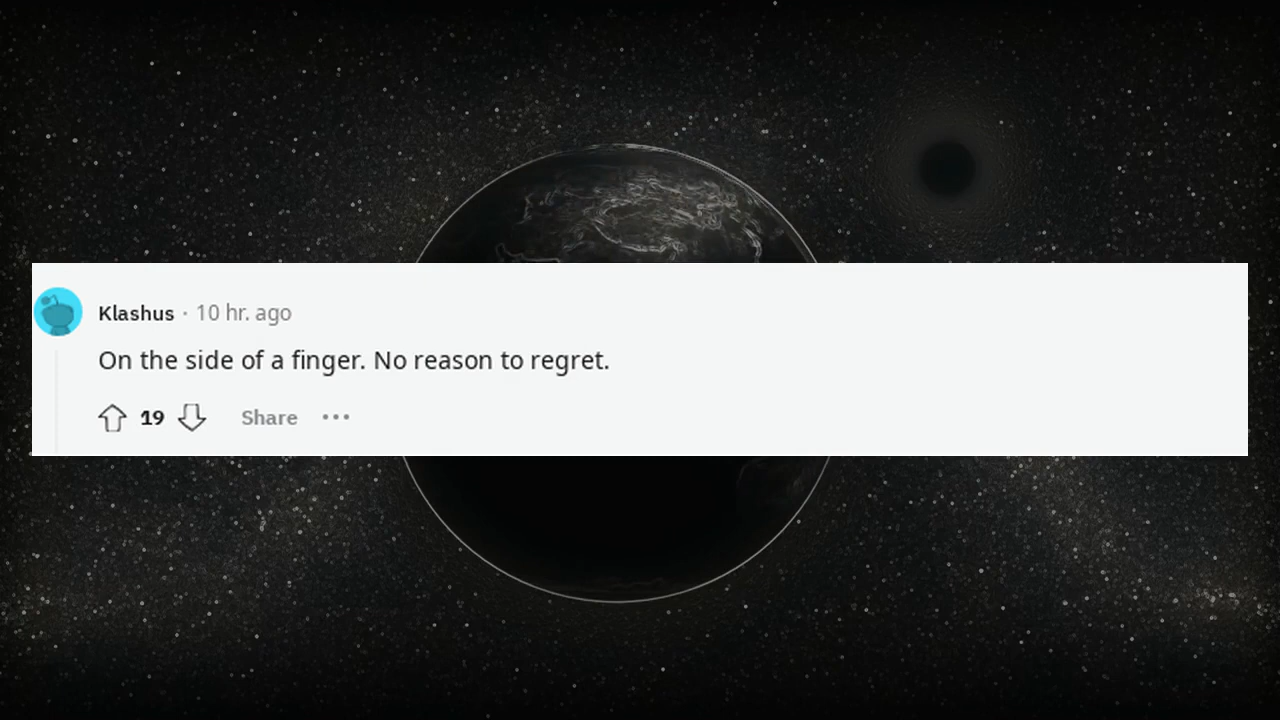 Klashus · 10 hr. ago
On the side of a finger. No reason to regret.
19 Share •••